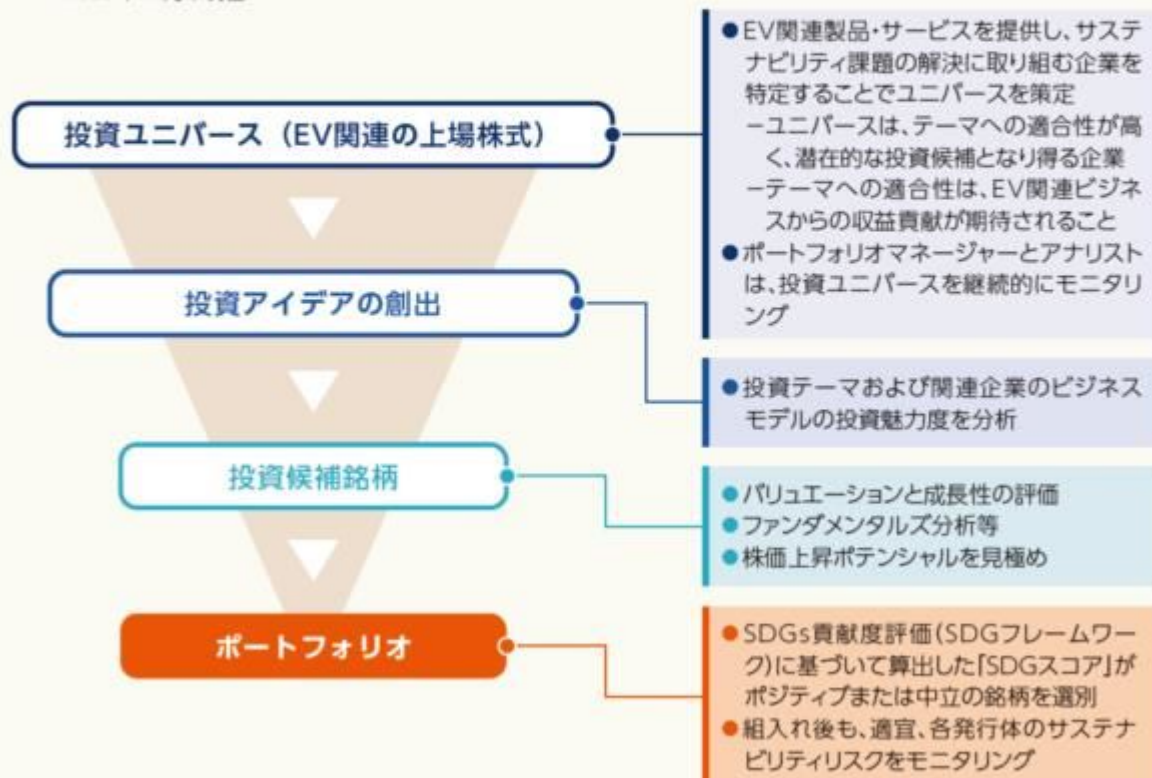 投資ユニバース（EV関連の上場株式）
●EV関連製品・サービスを提供し、サステ
ナビリティ課題の解決に取り組む企業を
特定することでユニバースを策定
－ユニバースは、テーマへの適合性が高
く、潜在的な投資候補となり得る企業
－テーマへの適合性は、EV関連ビジネ
スからの収益貢献が期待されること
●ポートフォリオマネージャーとアナリスト
は、投資ユニバースを継続的にモニタリ
ング
投資アイデアの創出
●投資テーマおよび関連企業のビジネス
モデルの投資魅力度を分析
投資候補銘柄
●バリュエーションと成長性の評価
●ファンダメンタルズ分析等
●株価上昇ポテンシャルを見極め
ポートフォリオ
●SDGs貢献度評価(SDGフレームワー
ク)に基づいて算出した「SDGスコア」が
ポジティブまたは中立の銘柄を選別
●組入れ後も、適宜、各発行体のサステナ
ビリティリスクをモニタリング